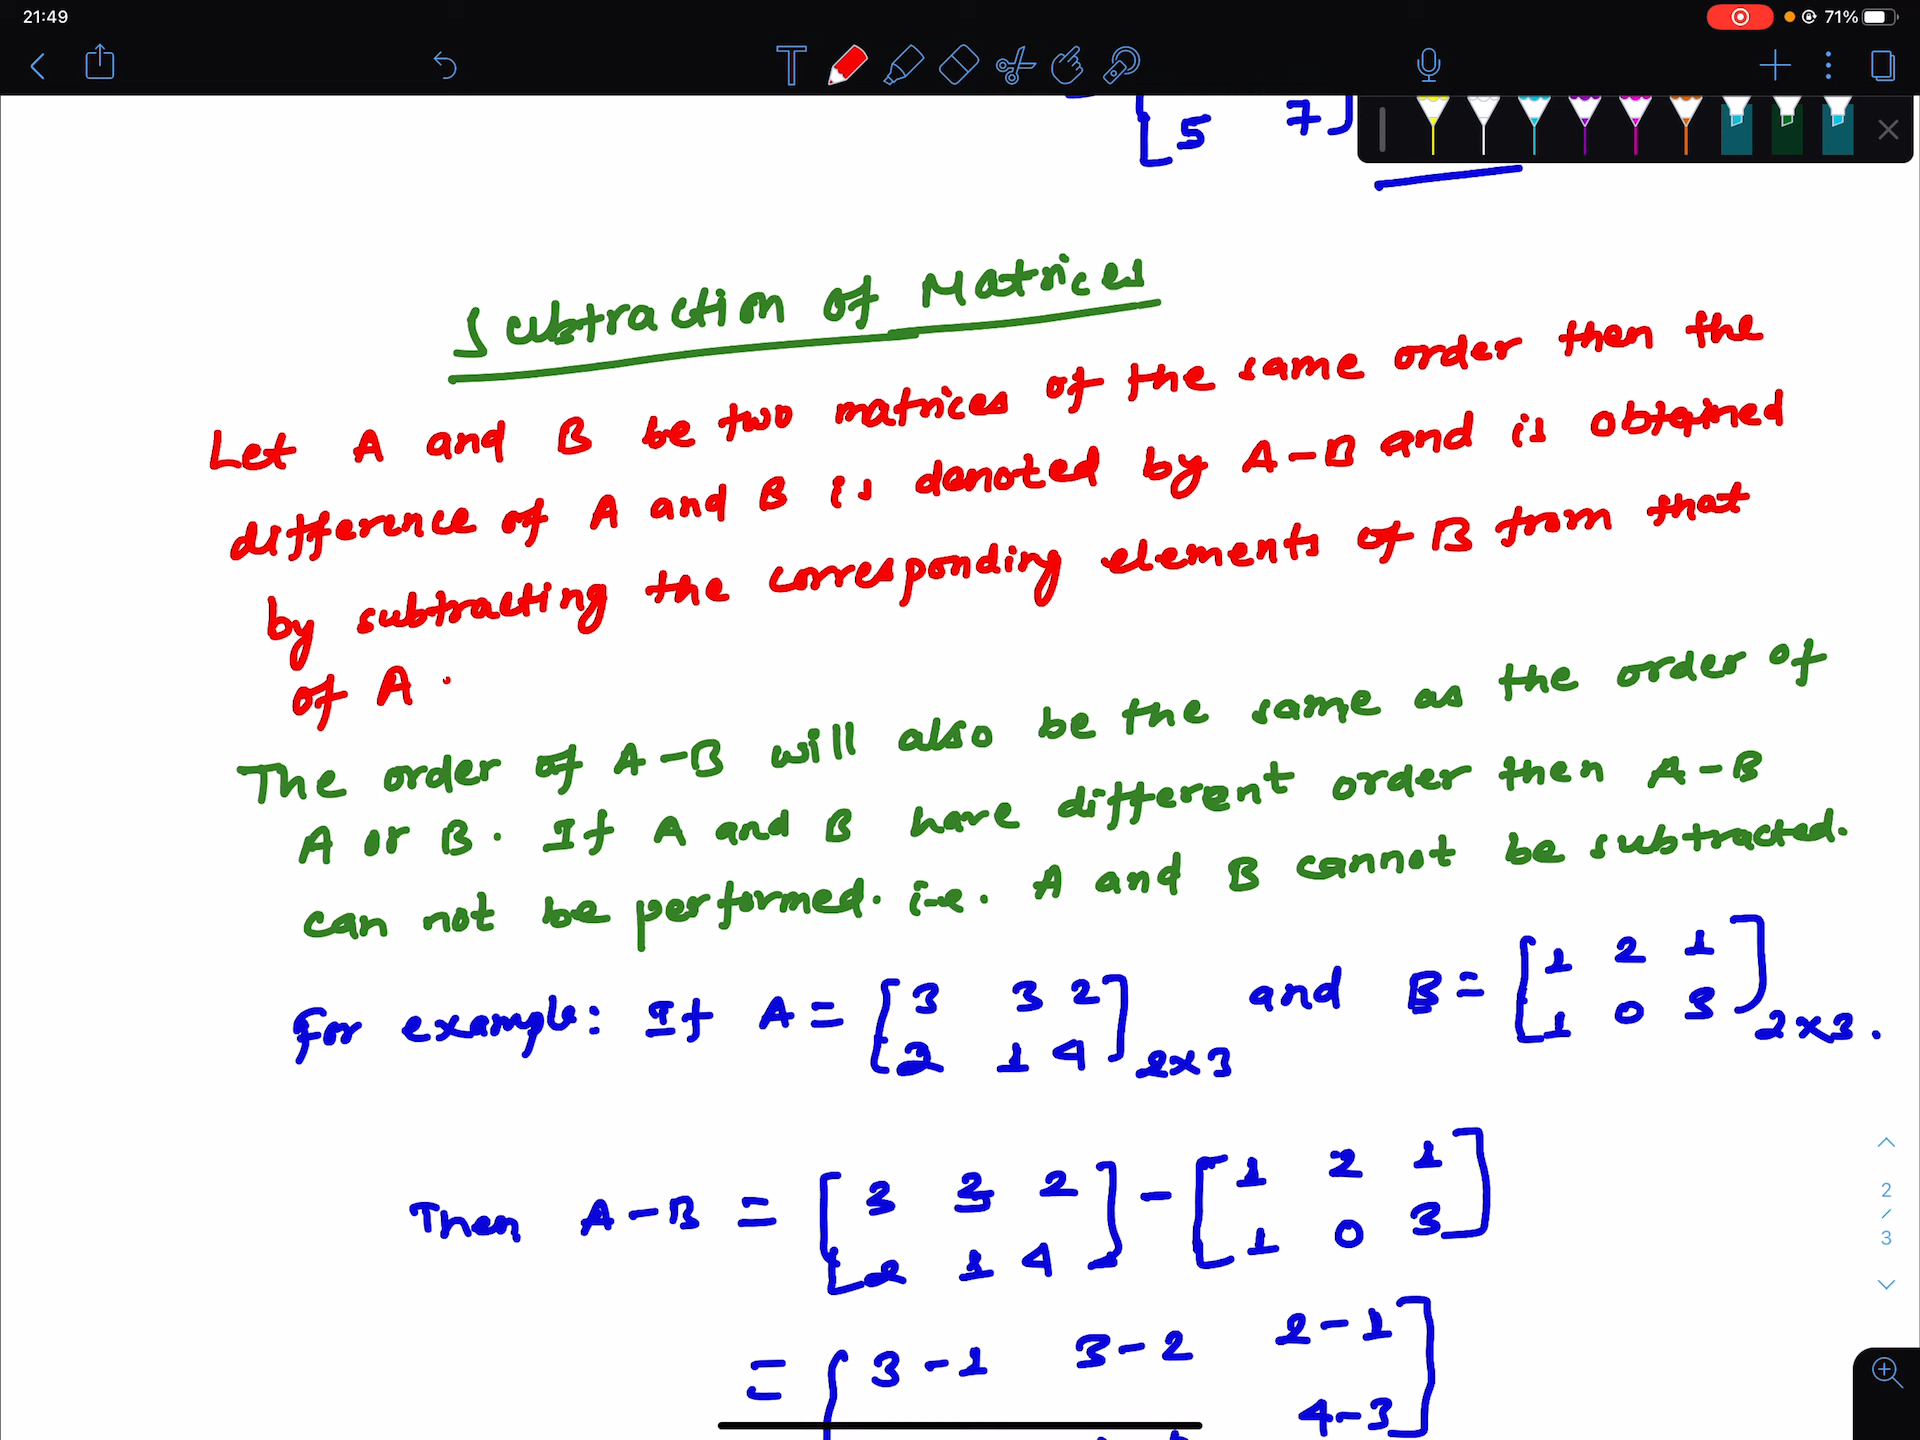 21:49
71%
5 7
Subtraction of Matrices
Let A and B be two matrices of the same order then the
difference of A and B is denoted by A-B and is obtained
by subtracting the corresponding elements of B from that
of A.
The order of A-B will also be the same as the order of
A or B. If A and B have different order then A-B
can not be performed. i.e. A and B cannot be subtracted.
For example: If A = [3 3 2 and B = [1 2 1
2 1 4]2x3 1 0 3]2x3.
Then A-B = [3 3 2 - [1 2 1
2 1 4] 1 0 3]
= [3-1 3-2 2-1
4-3]
2
/
3